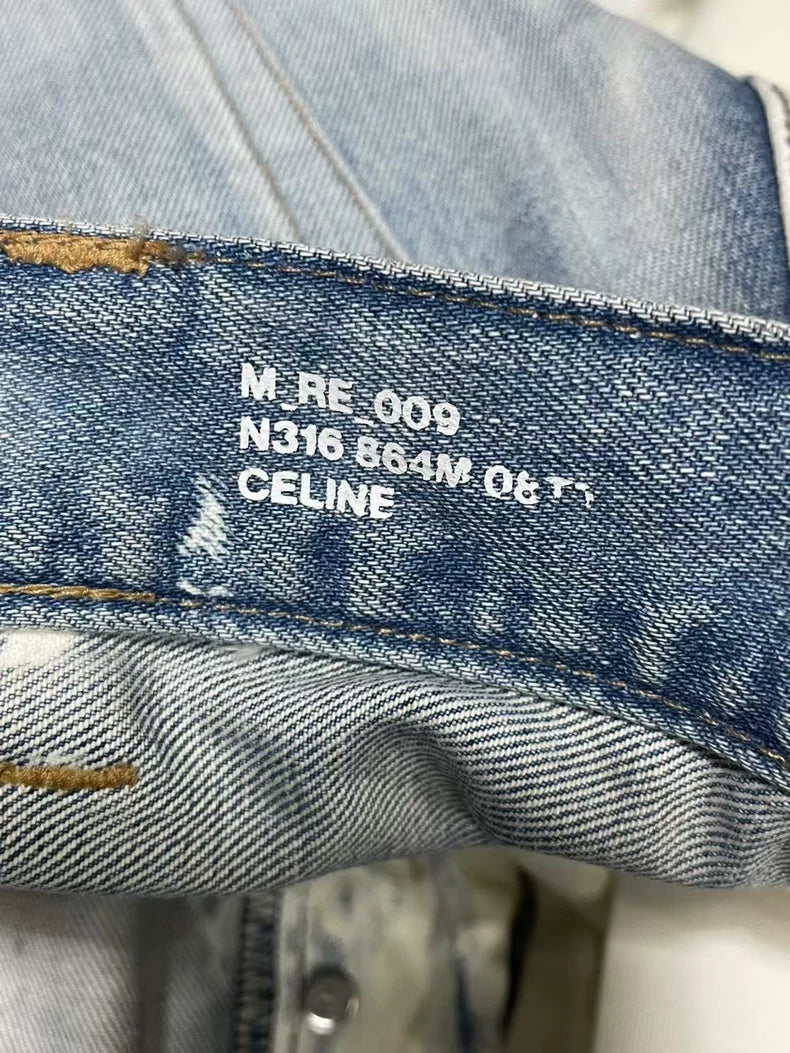 M_RE_009
N316 864M
CELINE